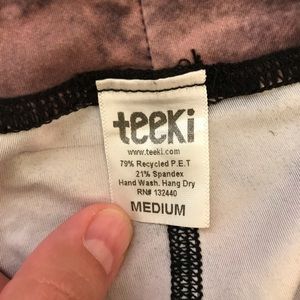 teeki
www.teeki.com
79% Recycled P.E.T
21% Spandex
Hand Wash. Hang Dry
RN# 132440
MEDIUM